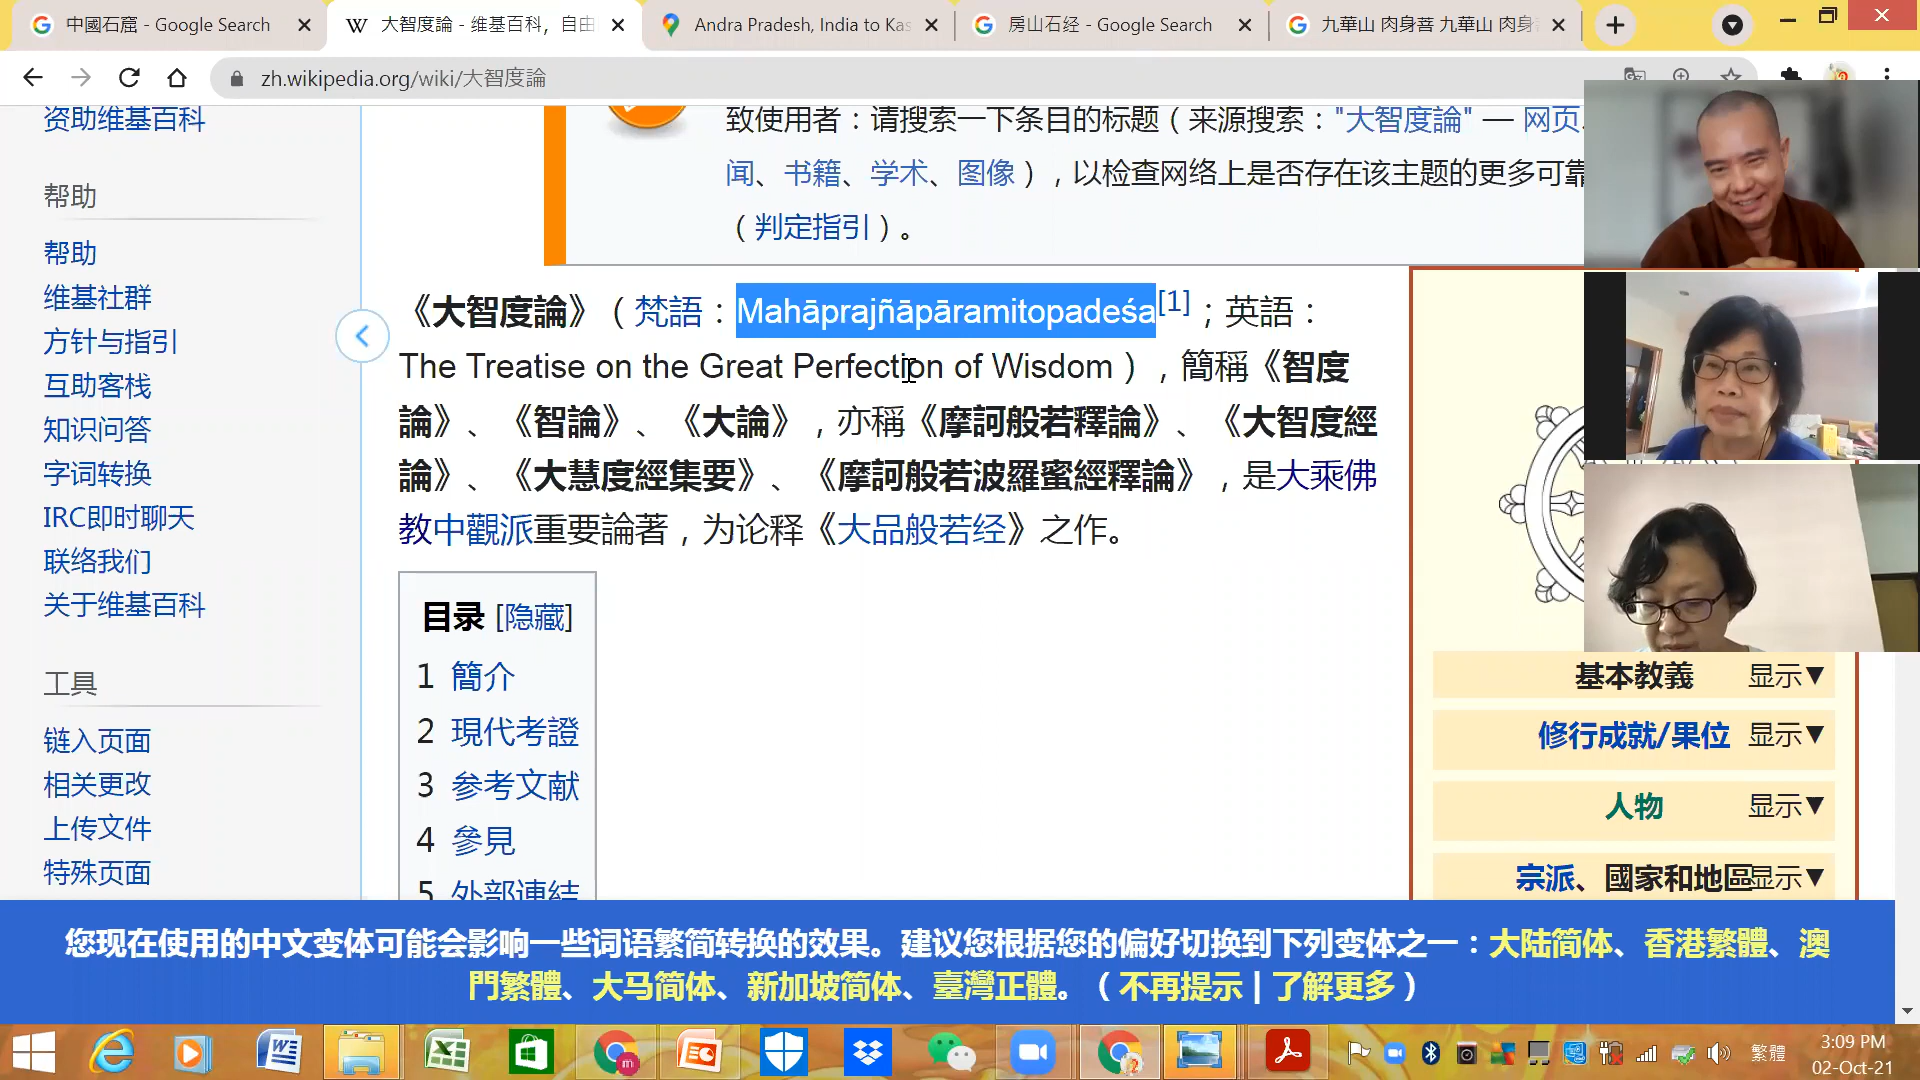 中國石窟 - Google Search
大智度論 - 维基百科，自由
Andra Pradesh, India to Kas
房山石经 - Google Search
九華山 肉身菩 九華山 肉身
zh.wikipedia.org/wiki/大智度論
资助维基百科
帮助
帮助
维基社群
方针与指引
互助客栈
知识问答
字词转换
IRC即时聊天
联络我们
关于维基百科
工具
链入页面
相关更改
上传文件
特殊页面
致使用者：请搜索一下条目的标题（来源搜索："大智度論" — 网页、
闻、书籍、学术、图像），以检查网络上是否存在该主题的更多可靠
（判定指引）。
《大智度論》（梵語：Mahāprajñāpāramitopadeśa[1]；英語：
The Treatise on the Great Perfection of Wisdom ），簡稱《智度
論》、《智論》、《大論》，亦稱《摩訶般若釋論》、《大智度經
論》、《大慧度經集要》、《摩訶般若波羅蜜經釋論》，是大乘佛
教中觀派重要論著，为论释《大品般若经》之作。
目录 [隐藏]
1 簡介
2 現代考證
3 参考文献
4 參見
5 外部連結
基本教義 显示▼
修行成就/果位 显示▼
人物 显示▼
宗派、國家和地區 显示▼
您现在使用的中文变体可能会影响一些词语繁简转换的效果。建议您根据您的偏好切换到下列变体之一：大陆简体、香港繁體、澳
門繁體、大马简体、新加坡简体、臺灣正體。（不再提示 | 了解更多）
繁體
3:09 PM
02-Oct-21